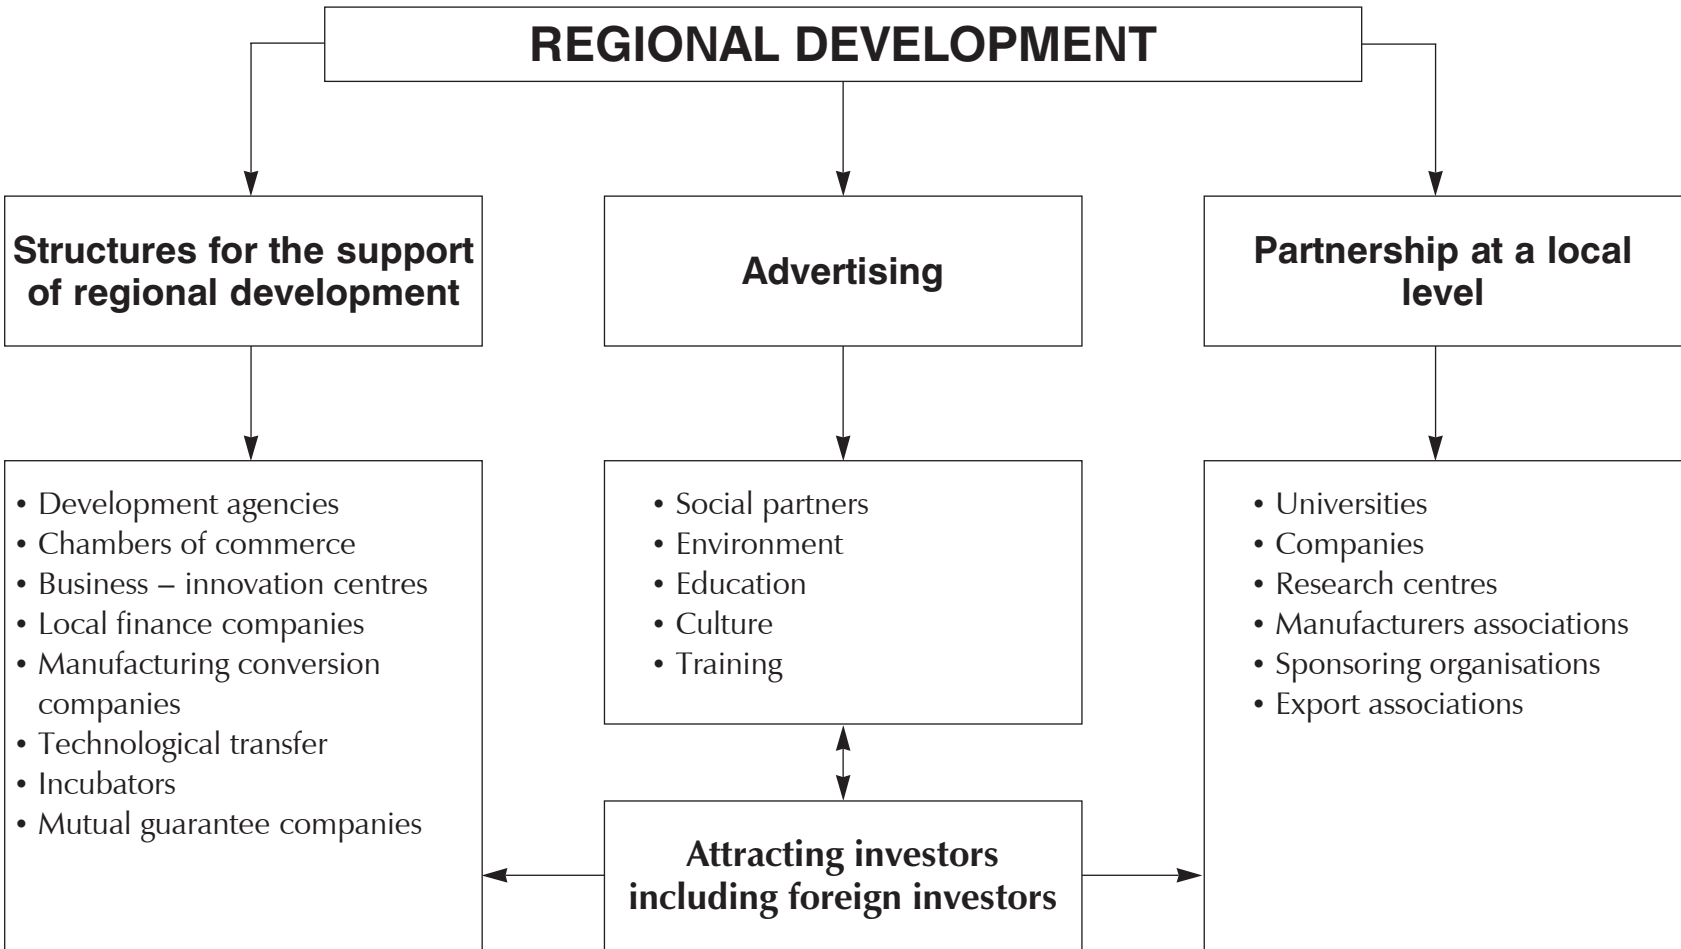 REGIONAL DEVELOPMENT
Structures for the support
of regional development
Advertising
Partnership at a local
level
• Development agencies
• Chambers of commerce
• Business – innovation centres
• Local finance companies
• Manufacturing conversion
companies
• Technological transfer
• Incubators
• Mutual guarantee companies
• Social partners
• Environment
• Education
• Culture
• Training
• Universities
• Companies
• Research centres
• Manufacturers associations
• Sponsoring organisations
• Export associations
Attracting investors
including foreign investors